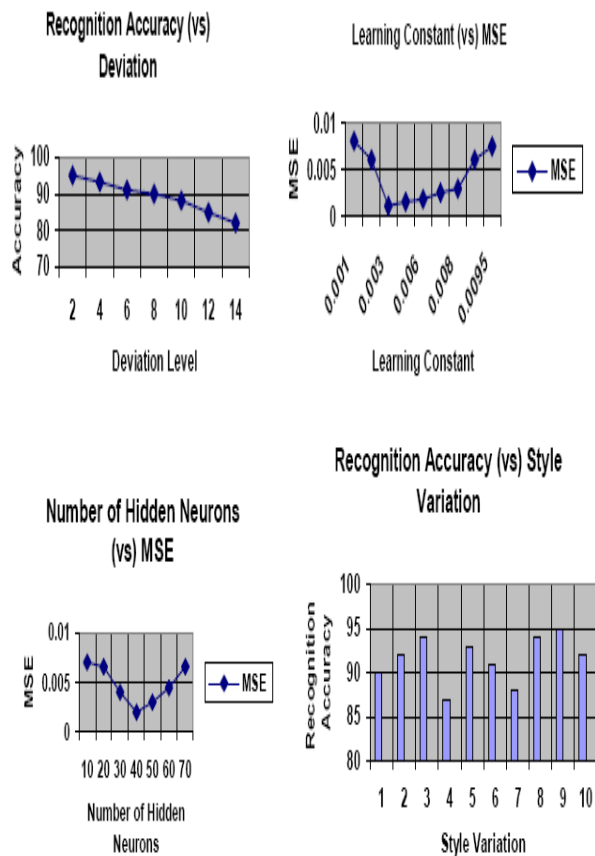 Recognition Accuracy (vs)
Deviation
Accuracy
100
90
80
70
2 4 6 8 10 12 14
Deviation Level
Learning Constant (vs) MSE
MSE
0.01
0.005
0
MSE
0.001 0.003 0.006 0.008 0.0095
Learning Constant
Number of Hidden Neurons
(vs) MSE
MSE
0.01
0.005
0
MSE
10 20 30 40 50 60 70
Number of Hidden
Neurons
Recognition Accuracy (vs) Style
Variation
Recognition
Accuracy
100
95
90
85
80
1 2 3 4 5 6 7 8 9 10
Style Variation